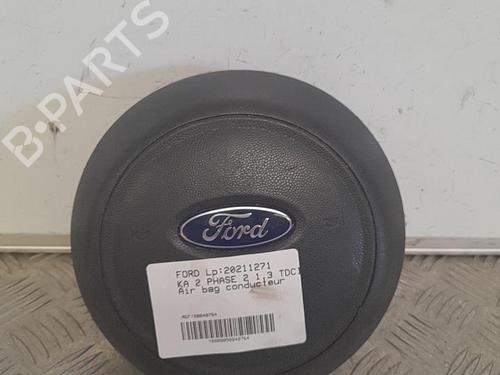 B-PARTS
Ford
FORD Lp:20211271
KA 2 PHASE 2 1.3 TDCI
Air bag conducteur